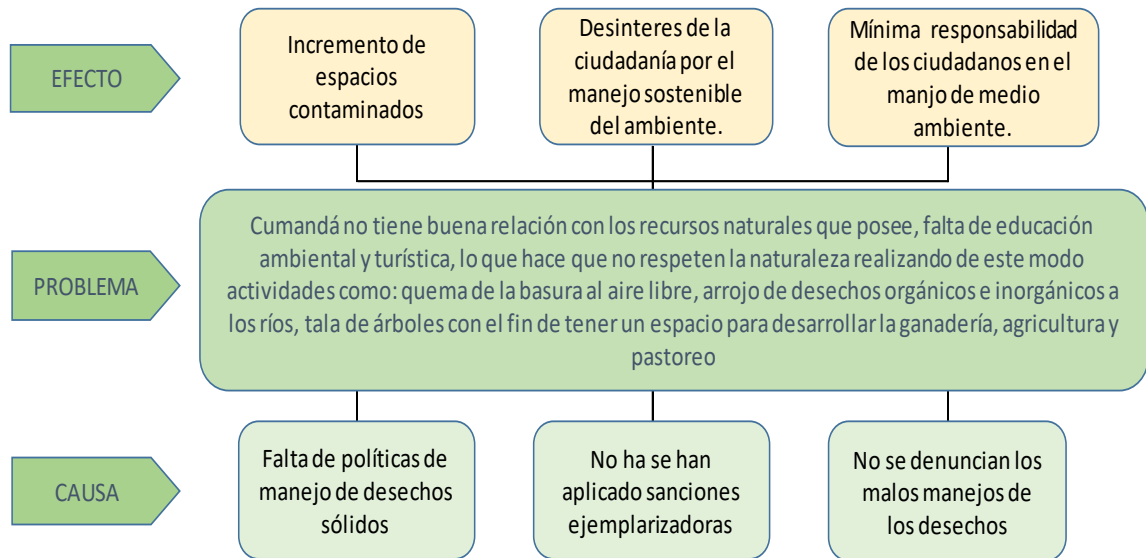 EFECTO
Incremento de
espacios
contaminados
Desinteres de la
ciudadanía por el
manejo sostenible
del ambiente.
Mínima responsabilidad
de los ciudadanos en el
manjo de medio
ambiente.
PROBLEMA
Cumandá no tiene buena relación con los recursos naturales que posee, falta de educación
ambiental y turística, lo que hace que no respeten la naturaleza realizando de este modo
actividades como: quema de la basura al aire libre, arrojo de desechos orgánicos e inorgánicos a
los ríos, tala de árboles con el fin de tener un espacio para desarrollar la ganadería, agricultura y
pastoreo
CAUSA
Falta de políticas de
manejo de desechos
sólidos
No ha se han
aplicado sanciones
ejemplarizadoras
No se denuncian los
malos manejos de
los desechos